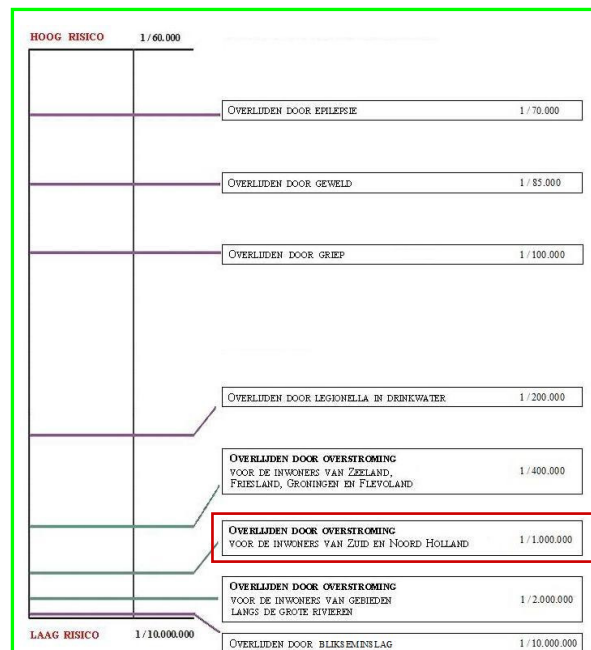 HOOG RISICO 1/60.000
OVERLIJDEN DOOR EPILEPSIE 1/70.000
OVERLIJDEN DOOR GEWELD 1/85.000
OVERLIJDEN DOOR GRIEP 1/100.000
OVERLIJDEN DOOR LEGIONELLA IN DRINKWATER 1/200.000
OVERLIJDEN DOOR OVERSTROMING
VOOR DE INWONERS VAN ZEELAND, 1/400.000
FRIESLAND, GRONINGEN EN FLEVOLAND
OVERLIJDEN DOOR OVERSTROMING
VOOR DE INWONERS VAN ZUID EN NOORD HOLLAND 1/1.000.000
OVERLIJDEN DOOR OVERSTROMING
VOOR DE INWONERS VAN GEBIEDEN 1/2.000.000
LANGS DE GROTE RIVIEREN
LAAG RISICO 1/10.000.000
OVERLIJDEN DOOR BLIKSEMINSLAG 1/10.000.000